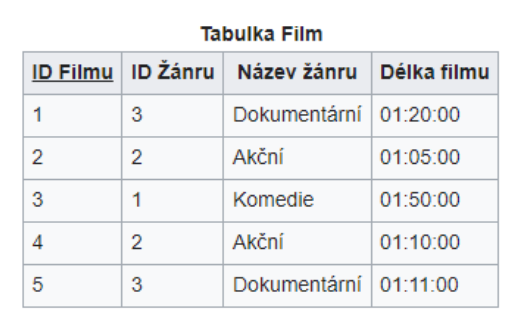 Tabulka Film
ID Filmu ID Žánru Název žánru Délka filmu
1 3 Dokumentární 01:20:00
2 2 Akční 01:05:00
3 1 Komedie 01:50:00
4 2 Akční 01:10:00
5 3 Dokumentární 01:11:00